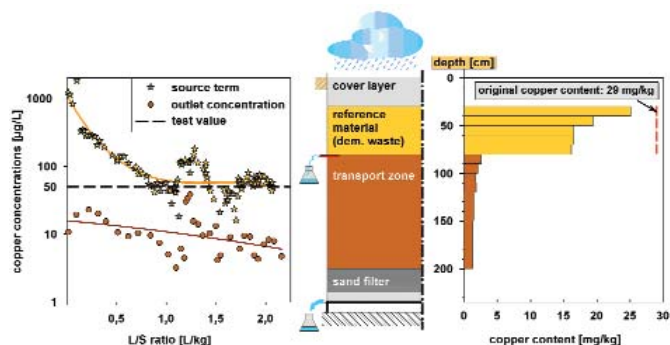 copper concentrations [µg/L]
1000
100
50
10
1
source term
outlet concentration
test value
0,5
1,0
1,5
2,0
L/S ratio [L/kg]
cover layer
reference
material
(dem. waste)
transport zone
sand filter
depth [cm]
0
50
100
150
200
original copper content: 29 mg/kg
0
5
10
15
20
25
30
copper content [mg/kg]